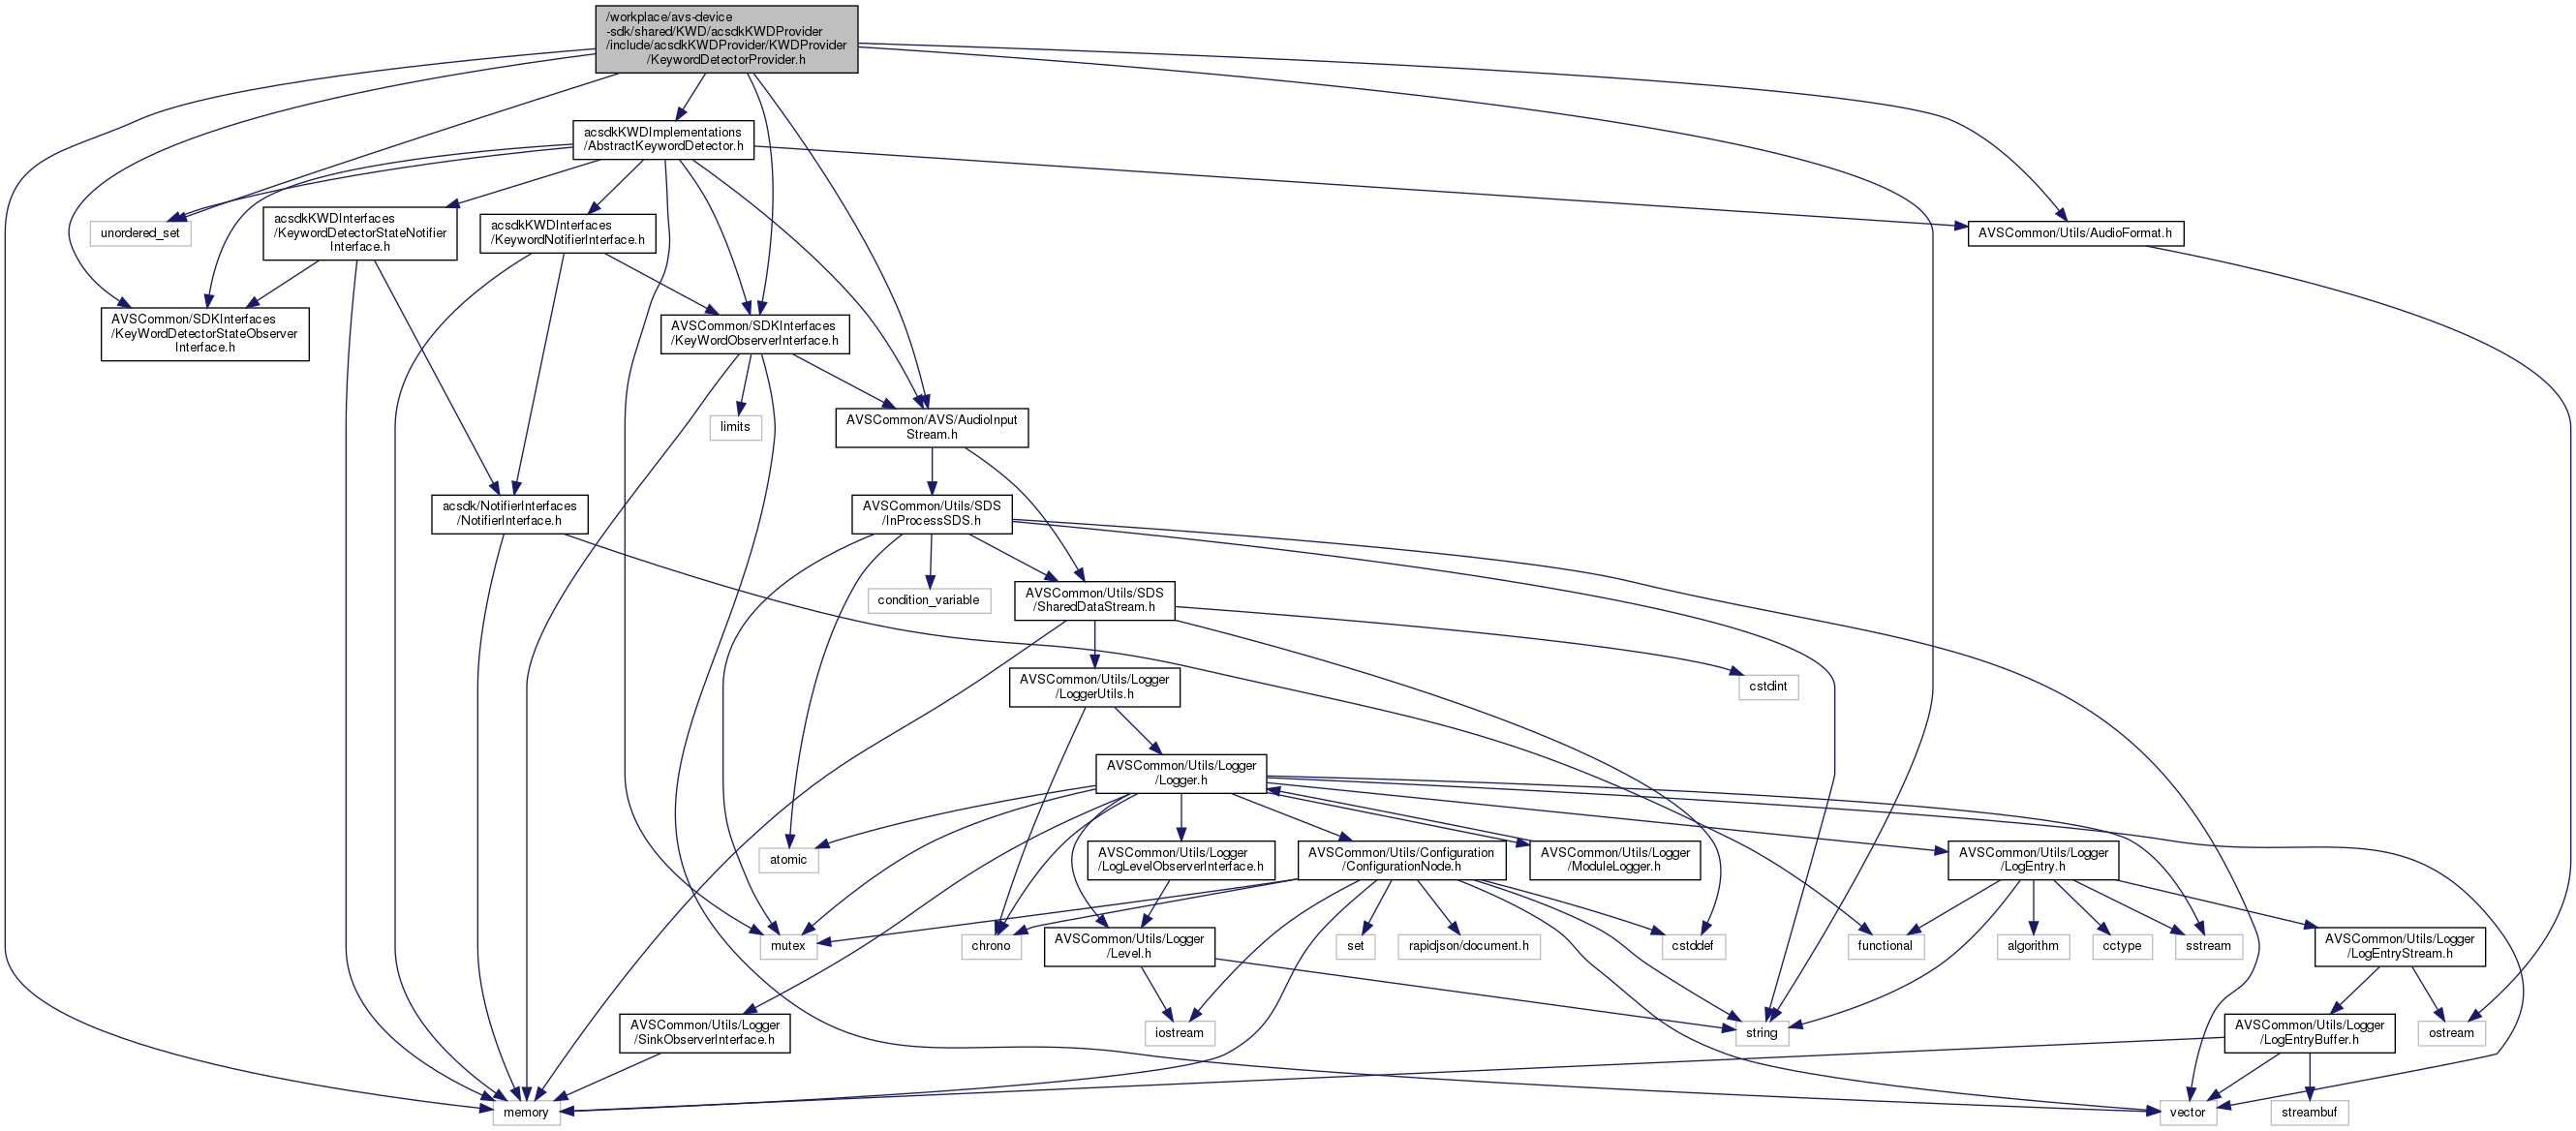 /workplace/avs-device
-sdk/shared/KWD/acsdkKWDProvider
/include/acsdkKWDProvider/KWDProvider
/KeywordDetectorProvider.h
acsdkKWDImplementations
/AbstractKeywordDetector.h
unordered_set
acsdkKWDInterfaces
/KeywordDetectorStateNotifier
Interface.h
acsdkKWDInterfaces
/KeywordNotifierInterface.h
AVSCommon/Utils/AudioFormat.h
AVSCommon/SDKInterfaces
/KeyWordDetectorStateObserver
Interface.h
AVSCommon/SDKInterfaces
/KeyWordObserverInterface.h
limits
AVSCommon/AVS/AudioInput
Stream.h
acsdk/NotifierInterfaces
/NotifierInterface.h
AVSCommon/Utils/SDS
/InProcessSDS.h
condition_variable
AVSCommon/Utils/SDS
/SharedDataStream.h
AVSCommon/Utils/Logger
/LoggerUtils.h
cstdint
AVSCommon/Utils/Logger
/Logger.h
atomic
AVSCommon/Utils/Logger
/LogLevelObserverInterface.h
AVSCommon/Utils/Configuration
/ConfigurationNode.h
AVSCommon/Utils/Logger
/ModuleLogger.h
AVSCommon/Utils/Logger
/LogEntry.h
mutex
chrono
AVSCommon/Utils/Logger
/Level.h
set
rapidjson/document.h
cstddef
functional
algorithm
cctype
sstream
AVSCommon/Utils/Logger
/LogEntryStream.h
AVSCommon/Utils/Logger
/SinkObserverInterface.h
iostream
string
AVSCommon/Utils/Logger
/LogEntryBuffer.h
ostream
memory
vector
streambuf